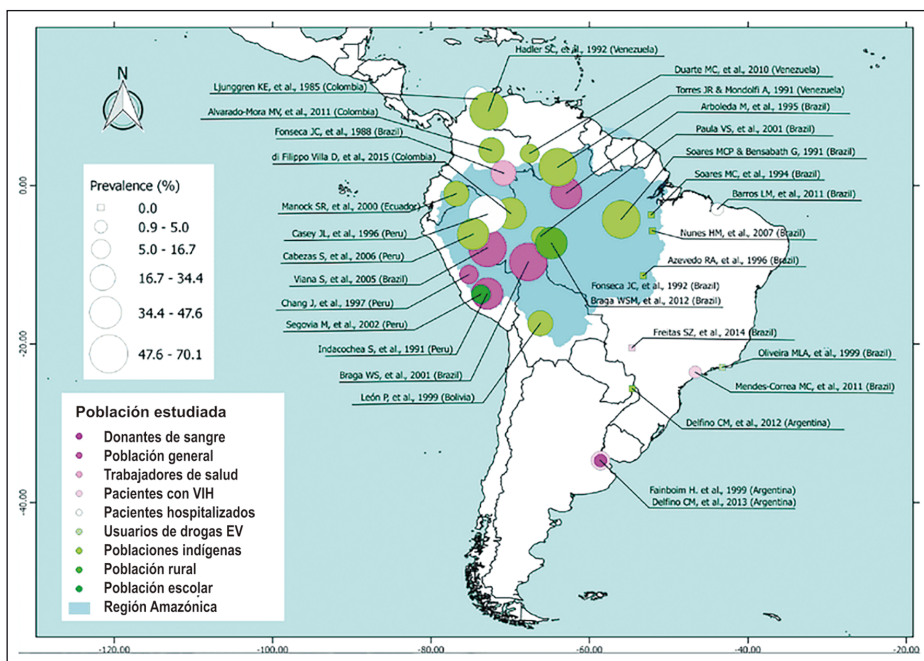 Hadler SC, et al., 1992 (Venezuela)
Ljunggren KE, et al., 1985 (Colombia)
Duarte MC, et al., 2010 (Venezuela)
Torres JR & Mondolfi A, 1991 (Venezuela)
Alvarado-Mora MV, et al., 2011 (Colombia)
Arboleda M, et al., 1995 (Brazil)
Fonseca JC, et al., 1988 (Brazil)
Paula VS, et al., 2001 (Brazil)
di Filippo Villa D, et al., 2015 (Colombia)
Soares MCP & Bensabath G, 1991 (Brazil)
Soares MC, et al., 1994 (Brazil)
Barros LM, et al., 2011 (Brazil)
Manock SR, et al., 2000 (Ecuador)
Casey JL, et al., 1996 (Peru)
Nunes HM, et al., 2007 (Brazil)
Cabezas S, et al., 2006 (Peru)
Azevedo RA, et al., 1996 (Brazil)
Viana S, et al., 2005 (Brazil)
Fonseca JC, et al., 1992 (Brazil)
Chang J, et al., 1997 (Peru)
Braga WSM, et al., 2012 (Brazil)
Segovia M, et al., 2002 (Peru)
Freitas SZ, et al., 2014 (Brazil)
Indacochea S, et al., 1991 (Peru)
Oliveira MLA, et al., 1999 (Brazil)
Braga WS, et al., 2001 (Brazil)
Mendes-Correa MC, et al., 2011 (Brazil)
León P, et al., 1999 (Bolivia)
Delfino CM, et al., 2012 (Argentina)
Fainboim H. et al., 1999 (Argentina)
Delfino CM, et al., 2013 (Argentina)
N
Prevalence (%)
0.0
0.9 - 5.0
5.0 - 16.7
16.7 - 34.4
34.4 - 47.6
47.6 - 70.1
Población estudiada
Donantes de sangre
Población general
Trabajadores de salud
Pacientes con VIH
Pacientes hospitalizados
Usuarios de drogas EV
Poblaciones indígenas
Población rural
Población escolar
Región Amazónica
0.00
-20.00
-40.00
-120.00
-100.00
-80.00
-60.00
-40.00
-20.00